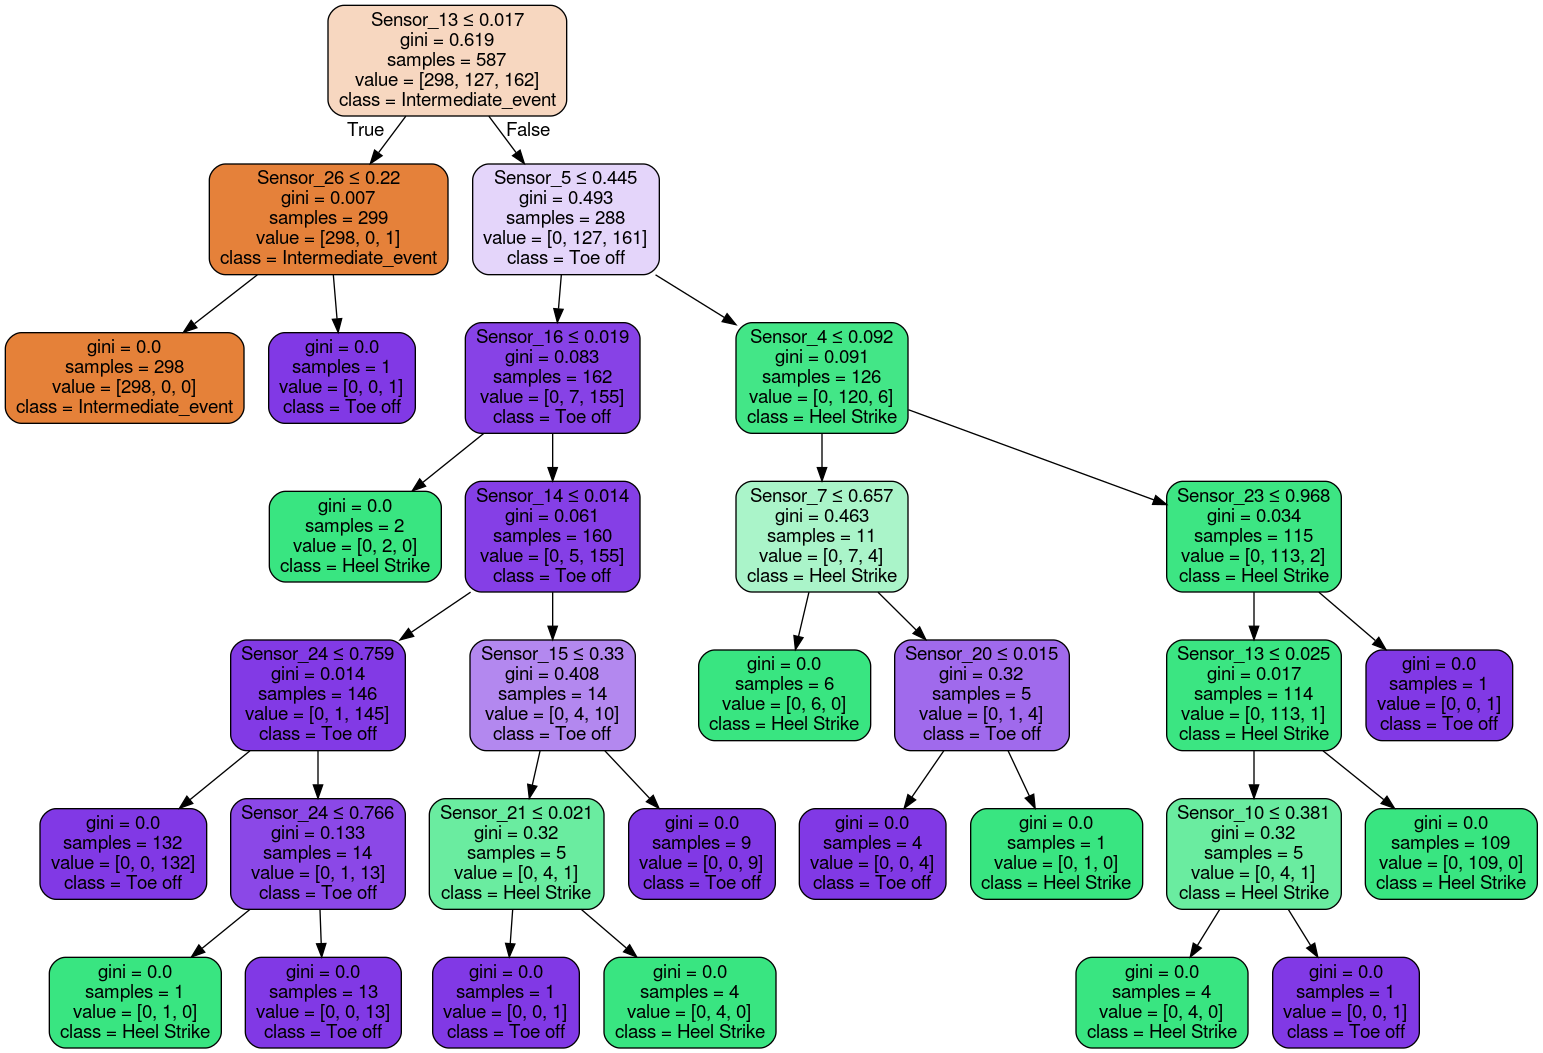 Sensor_13 ≤ 0.017
gini = 0.619
samples = 587
value = [298, 127, 162]
class = Intermediate_event
True
False
Sensor_26 ≤ 0.22
gini = 0.007
samples = 299
value = [298, 0, 1]
class = Intermediate_event
Sensor_5 ≤ 0.445
gini = 0.493
samples = 288
value = [0, 127, 161]
class = Toe off
gini = 0.0
samples = 298
value = [298, 0, 0]
class = Intermediate_event
gini = 0.0
samples = 1
value = [0, 0, 1]
class = Toe off
Sensor_16 ≤ 0.019
gini = 0.083
samples = 162
value = [0, 7, 155]
class = Toe off
Sensor_4 ≤ 0.092
gini = 0.091
samples = 126
value = [0, 120, 6]
class = Heel Strike
gini = 0.0
samples = 2
value = [0, 2, 0]
class = Heel Strike
Sensor_14 ≤ 0.014
gini = 0.061
samples = 160
value = [0, 5, 155]
class = Toe off
Sensor_7 ≤ 0.657
gini = 0.463
samples = 11
value = [0, 7, 4]
class = Heel Strike
Sensor_23 ≤ 0.968
gini = 0.034
samples = 115
value = [0, 113, 2]
class = Heel Strike
Sensor_24 ≤ 0.759
gini = 0.014
samples = 146
value = [0, 1, 145]
class = Toe off
Sensor_15 ≤ 0.33
gini = 0.408
samples = 14
value = [0, 4, 10]
class = Toe off
gini = 0.0
samples = 6
value = [0, 6, 0]
class = Heel Strike
Sensor_20 ≤ 0.015
gini = 0.32
samples = 5
value = [0, 1, 4]
class = Toe off
Sensor_13 ≤ 0.025
gini = 0.017
samples = 114
value = [0, 113, 1]
class = Heel Strike
gini = 0.0
samples = 1
value = [0, 0, 1]
class = Toe off
gini = 0.0
samples = 132
value = [0, 0, 132]
class = Toe off
Sensor_24 ≤ 0.766
gini = 0.133
samples = 14
value = [0, 1, 13]
class = Toe off
Sensor_21 ≤ 0.021
gini = 0.32
samples = 5
value = [0, 4, 1]
class = Heel Strike
gini = 0.0
samples = 9
value = [0, 0, 9]
class = Toe off
gini = 0.0
samples = 4
value = [0, 0, 4]
class = Toe off
gini = 0.0
samples = 1
value = [0, 1, 0]
class = Heel Strike
Sensor_10 ≤ 0.381
gini = 0.32
samples = 5
value = [0, 4, 1]
class = Heel Strike
gini = 0.0
samples = 109
value = [0, 109, 0]
class = Heel Strike
gini = 0.0
samples = 1
value = [0, 1, 0]
class = Heel Strike
gini = 0.0
samples = 13
value = [0, 0, 13]
class = Toe off
gini = 0.0
samples = 1
value = [0, 0, 1]
class = Toe off
gini = 0.0
samples = 4
value = [0, 4, 0]
class = Heel Strike
gini = 0.0
samples = 4
value = [0, 4, 0]
class = Heel Strike
gini = 0.0
samples = 1
value = [0, 0, 1]
class = Toe off